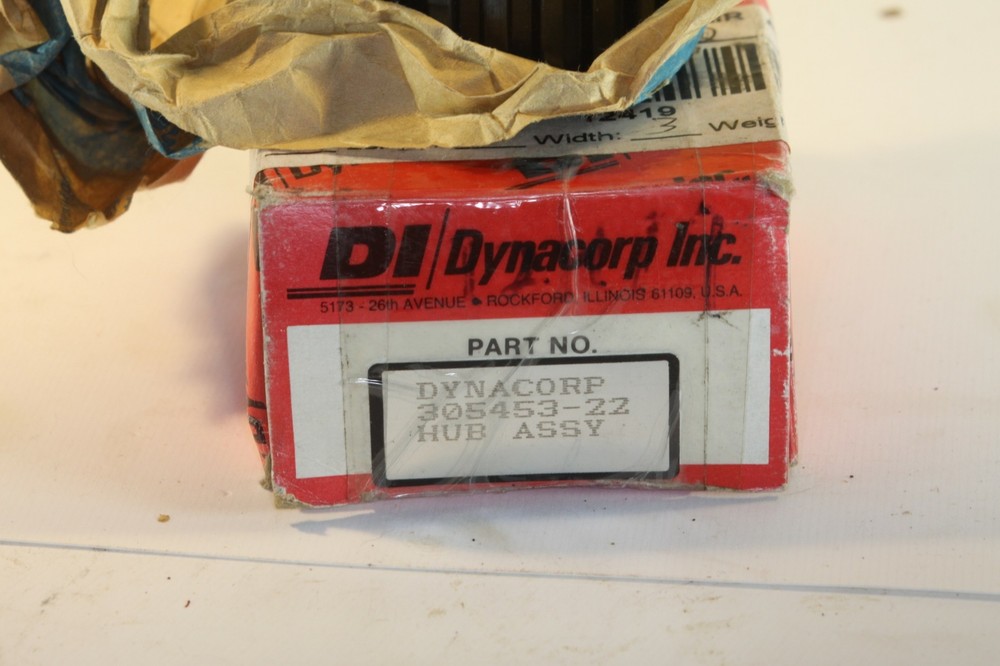 12419
Width: 3 Weig
DI Dynacorp Inc.
5173 - 26th AVENUE • ROCKFORD, ILLINOIS 61109, U.S.A.
PART NO.
DYNACORP
305453-22
HUB ASSY